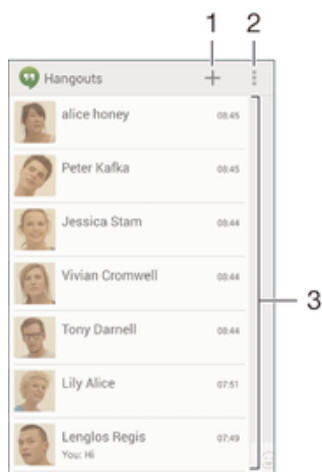 1 2
Hangouts
alice honey 08:45
Peter Kafka 08:45
Jessica Stam 08:44
Vivian Cromwell 08:44
3
Tony Darnell 08:44
Lily Alice 07:51
Lenglos Regis 07:49
You: Hi